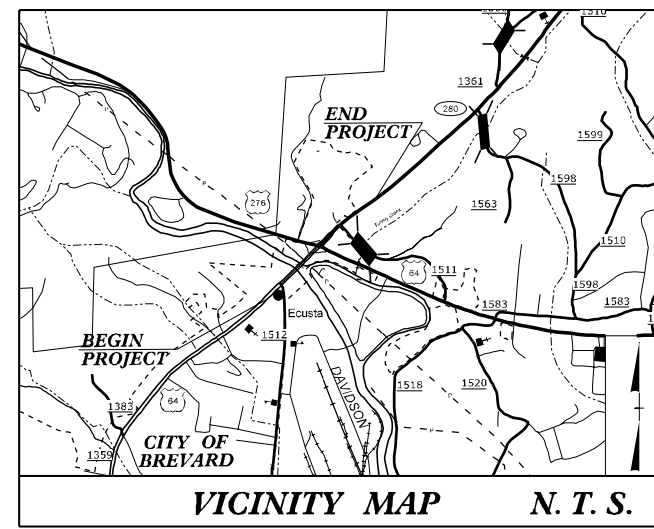 1310
1361
280
END
PROJECT
1599
1598
276
1563
1510
64
1511
1598
1583
1583
Ecusta
1512
BEGIN
PROJECT
DAVIDSON
1518
1520
64
1383
CITY OF
BREVARD
1359
VICINITY MAP
N. T. S.